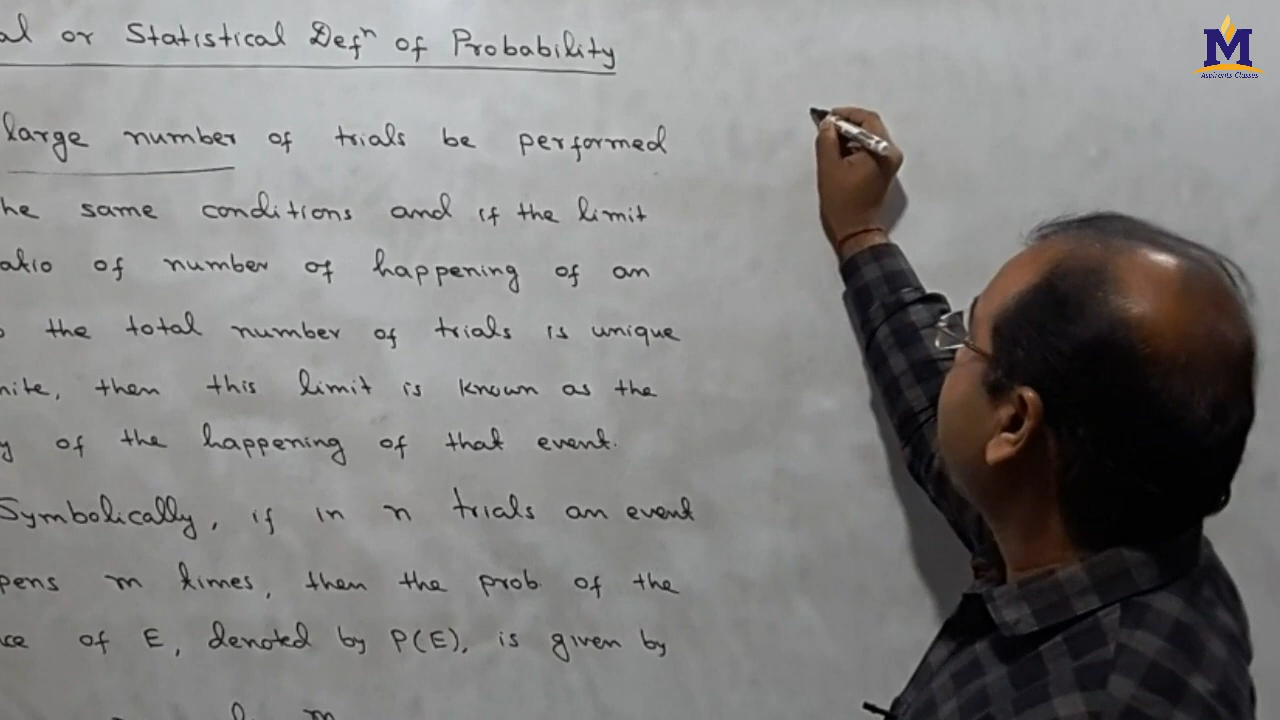 al or Statistical Defⁿ of Probability
large number of trials be performed
he same conditions and if the limit
atio of number of happening of an
the total number of trials is unique
nite, then this limit is known as the
y of the happening of that event.
Symbolically, if in n trials an event
pens m times, then the prob. of the
ce of E, denoted by P(E), is given by
m
M
Aspirants Classes